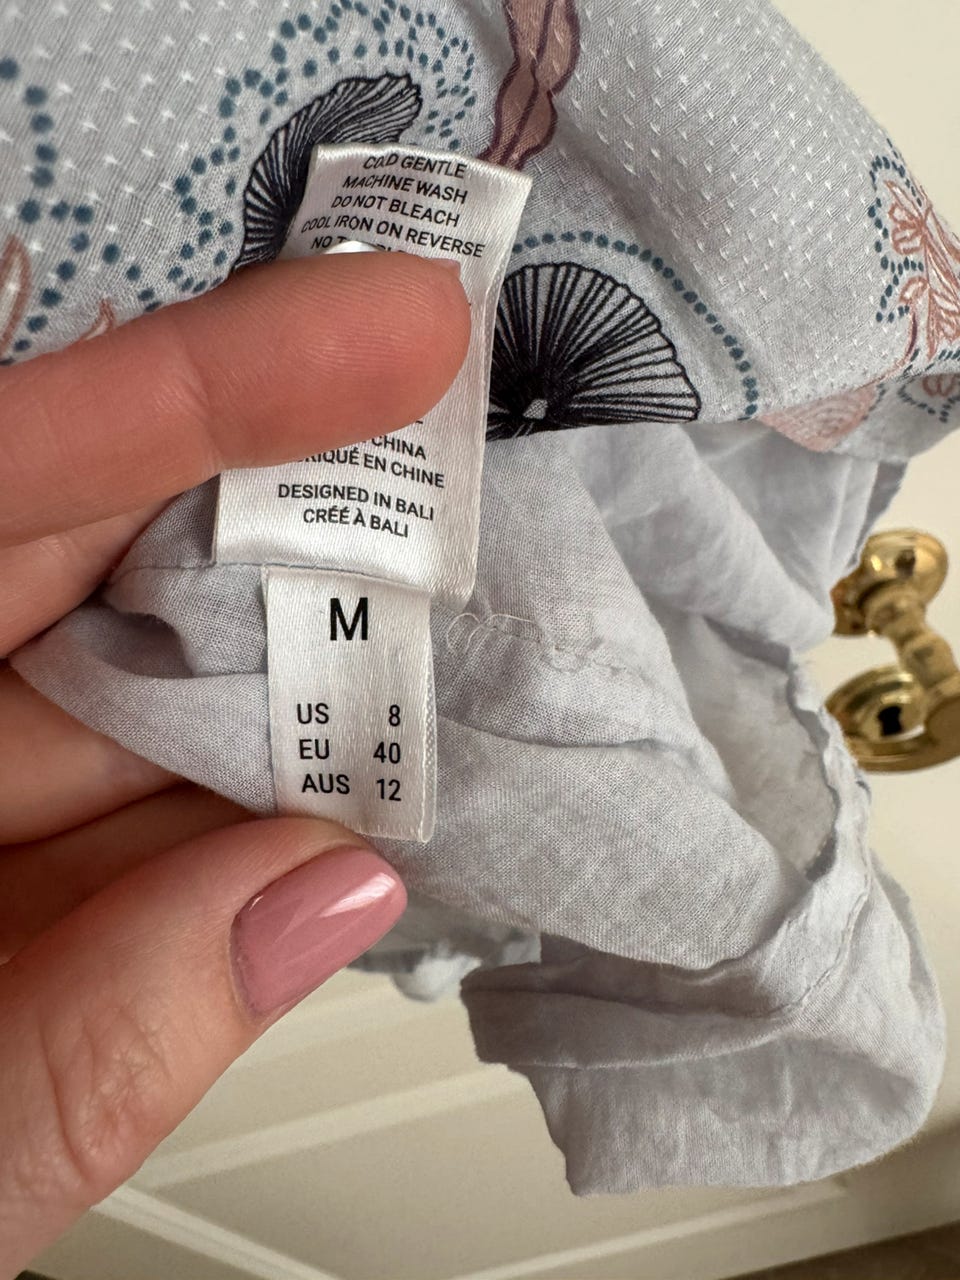 COLD GENTLE
MACHINE WASH
DO NOT BLEACH
COOL IRON ON REVERSE
NO
CHINA
EN CHINE
DESIGNED IN BALI
CRÉÉ À BALI
M
US 8
EU 40
AUS 12